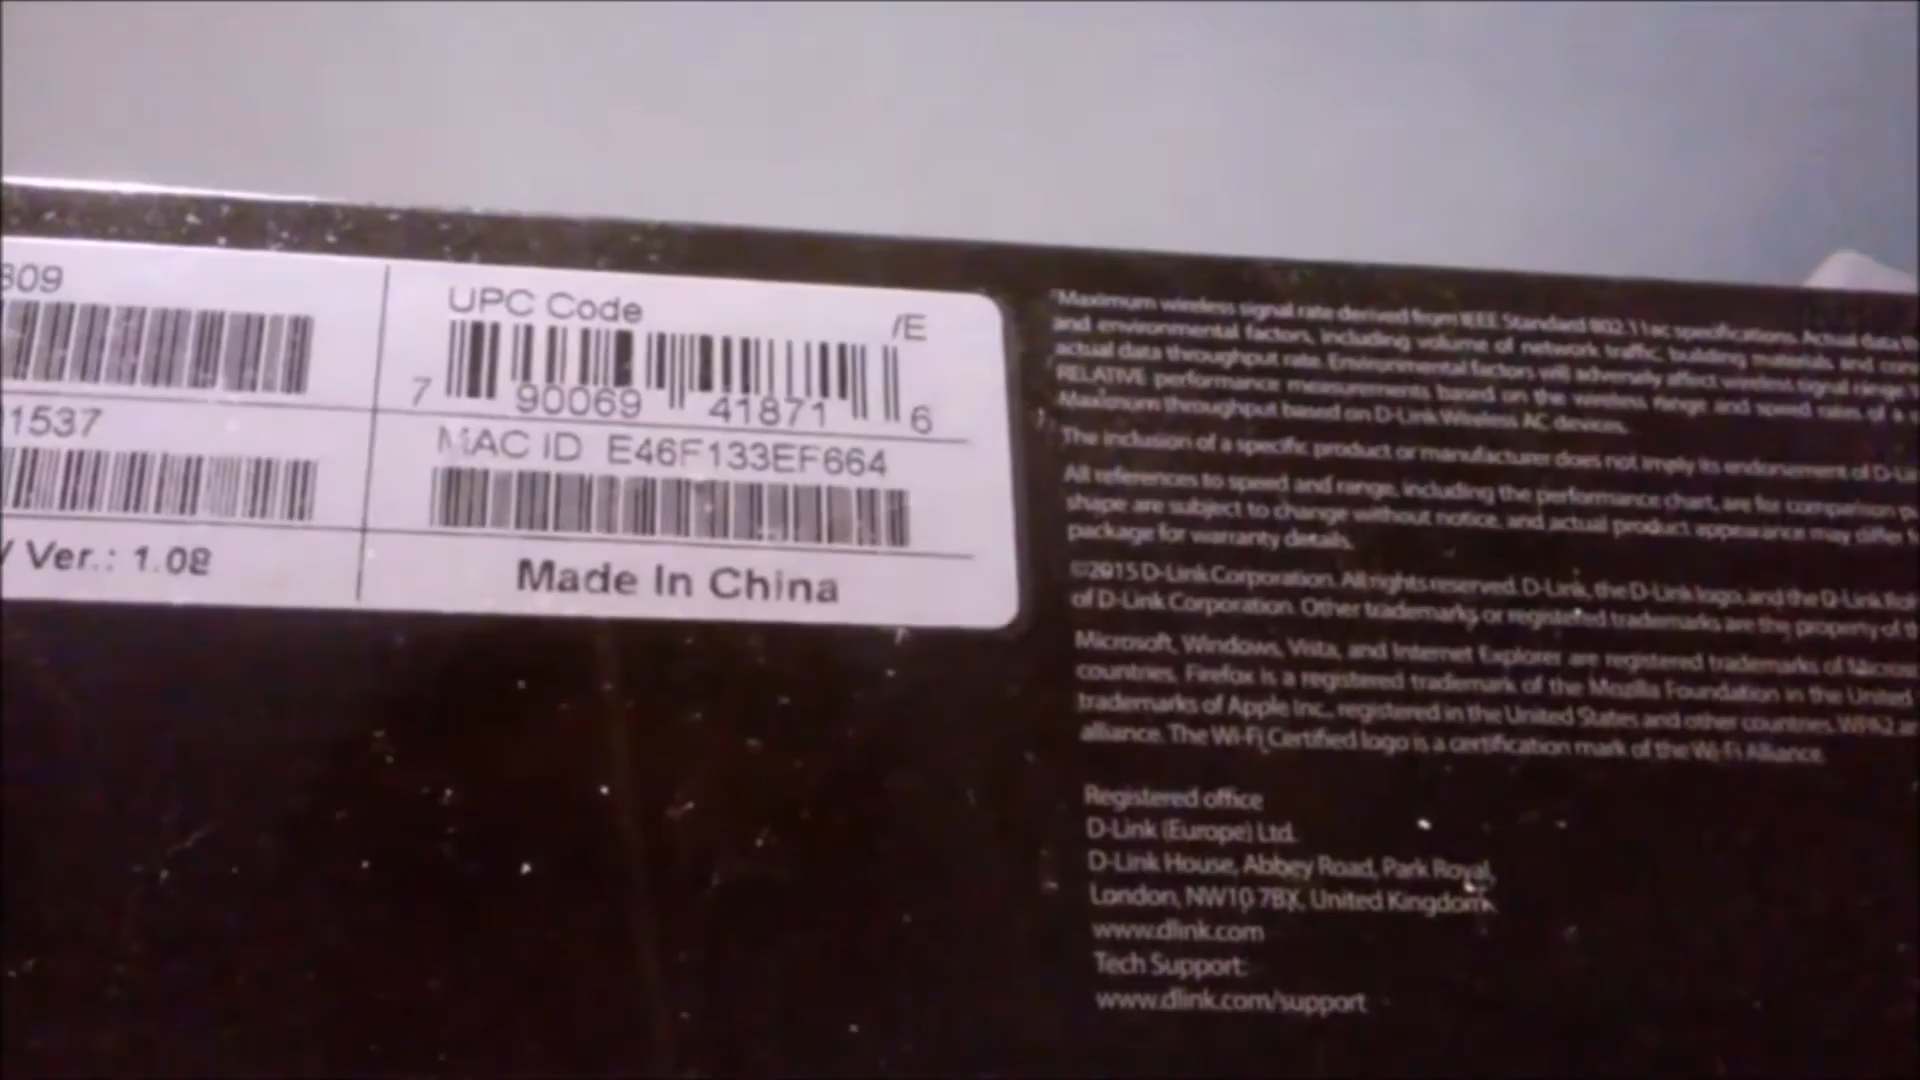 309
UPC Code
/E
7 90069 41871 6
1537
MAC ID E46F133EF664
Ver.: 1.08
Made In China
Maximum wireless signal rate derived from IEEE Standard 802.11ac specifications. Actual data
and environmental factors, including volume of network traffic, building materials and
actual data throughput rate. Environmental factors will adversely affect wireless signal range
RELATIVE performance measurements based on the wireless range and speed rates of a
Maximum throughput based on D-Link Wireless AC devices.
The inclusion of a specific product or manufacturer does not imply its endorsement of
All references to speed and range, including the performance chart, are for comparison
shape are subject to change without notice, and actual product appearance may differ
package for warranty details.
©2015 D-Link Corporation. All rights reserved. D-Link, the D-Link logo, and the D-Link
of D-Link Corporation. Other trademarks or registered trademarks are the property of
Microsoft, Windows, Vista, and Internet Explorer are registered trademarks of
countries. Firefox is a registered trademark of the Mozilla Foundation in the United
trademarks of Apple Inc., registered in the United States and other countries. WPA2
alliance. The Wi-Fi Certified logo is a certification mark of the Wi-Fi Alliance.
Registered office
D-Link (Europe) Ltd.
D-Link House, Abbey Road, Park Royal,
London, NW10 7BX, United Kingdom
www.dlink.com
Tech Support:
www.dlink.com/support